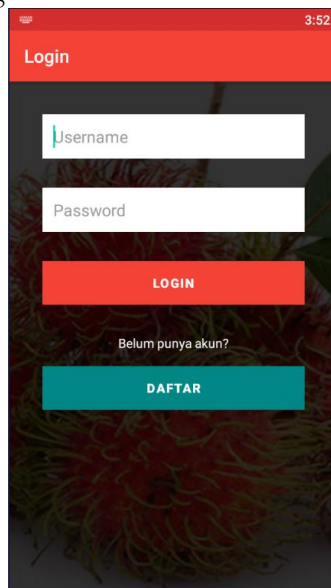 3:52
Login
Username
Password
LOGIN
Belum punya akun?
DAFTAR